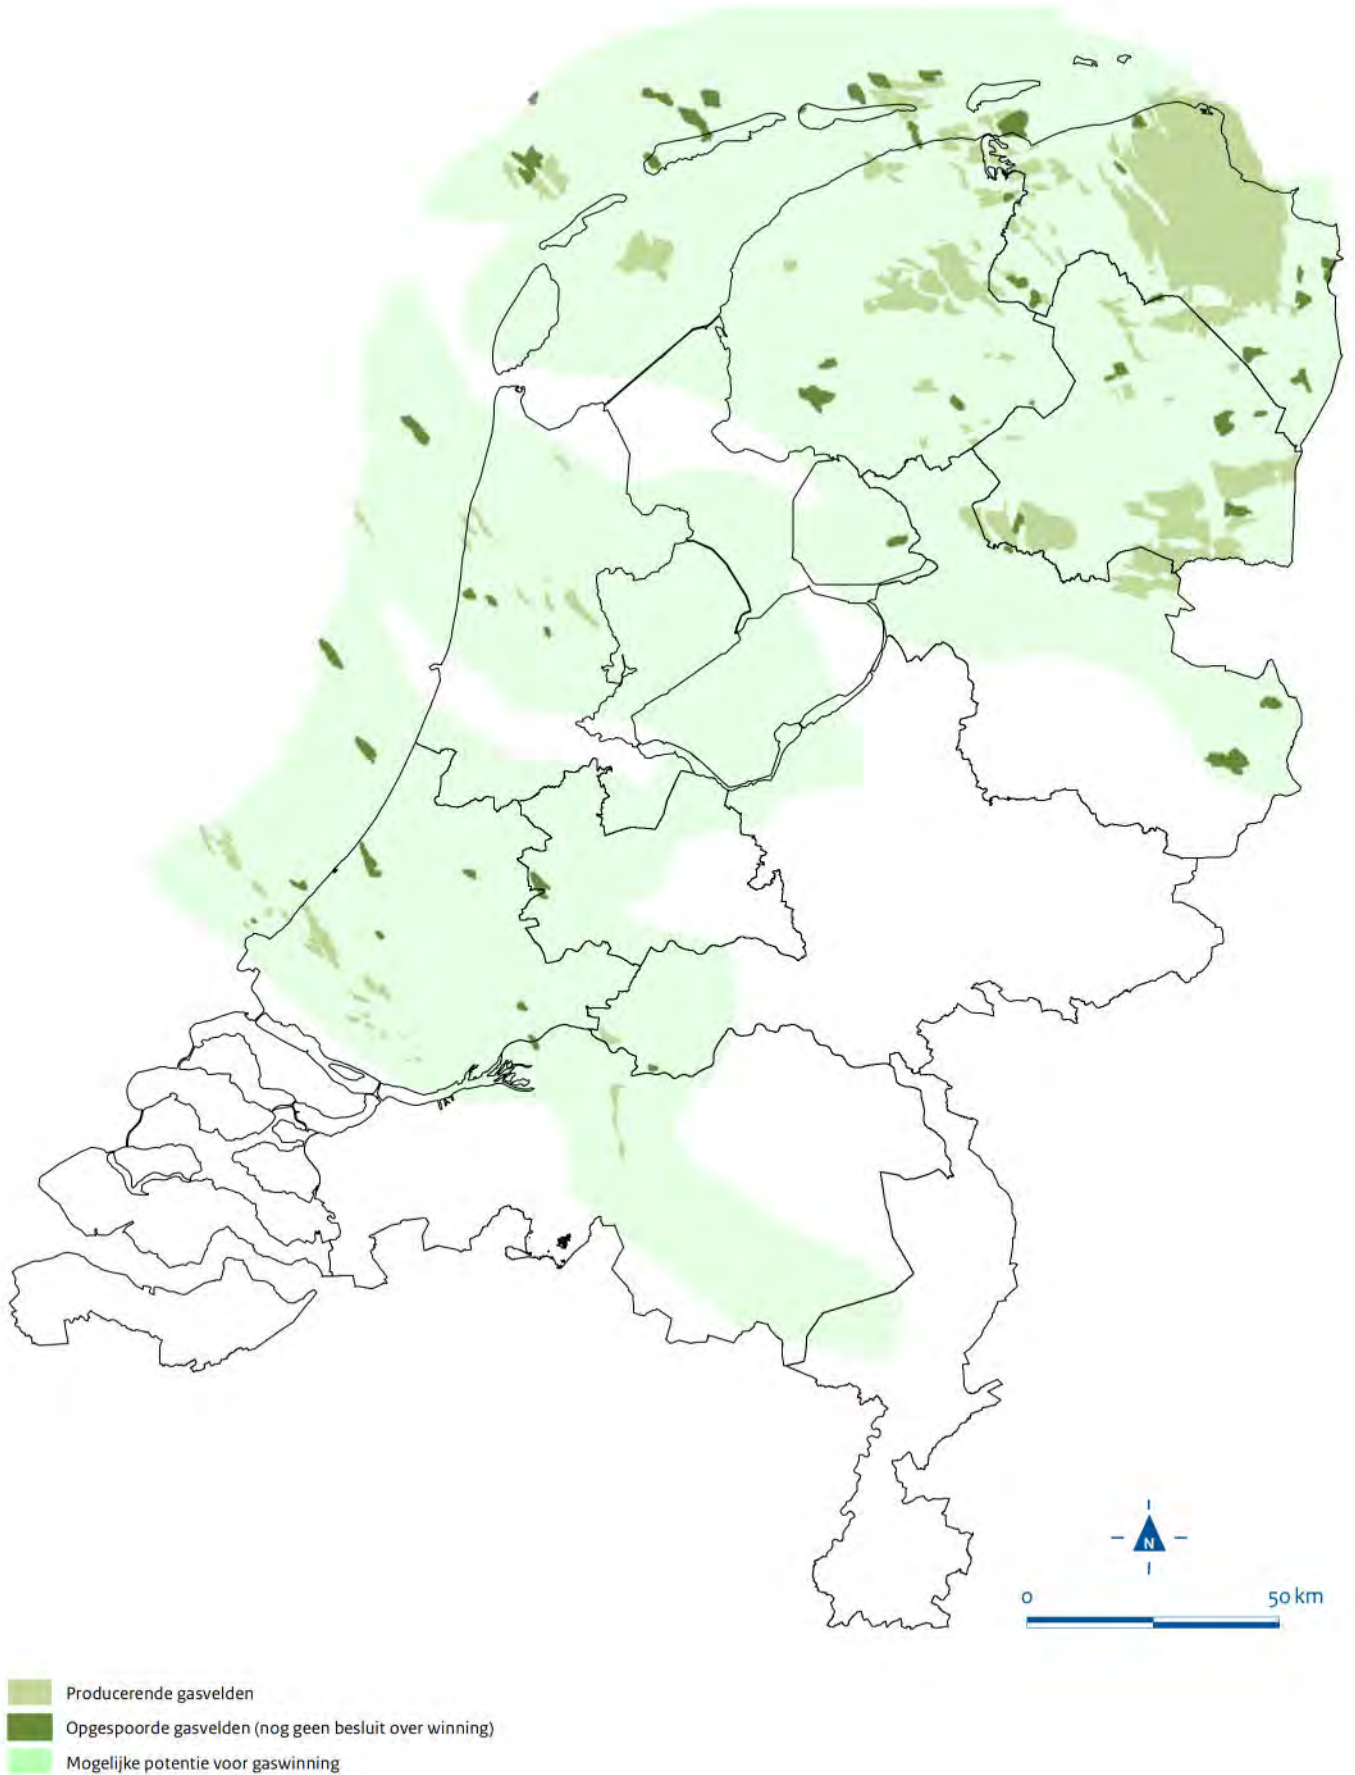 N
0 50 km
Producerende gasvelden
Opgespoorde gasvelden (nog geen besluit over winning)
Mogelijke potentie voor gaswinning